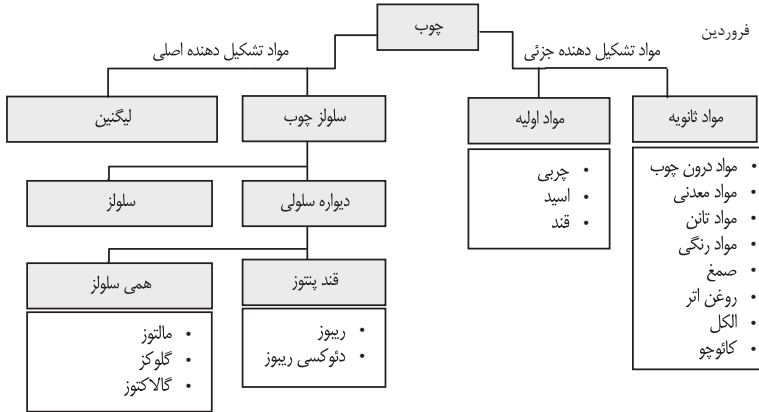 چوب
فروردین
مواد تشکیل دهنده جزئی
مواد تشکیل دهنده اصلی
مواد ثانویه
مواد اولیه
سلولز چوب
لیگنین
• مواد درون چوب
• مواد معدنی
• مواد تانن
• مواد رنگی
• صمغ
• روغن اتر
• الکل
• کائوچو
• چربی
• اسید
• قند
دیواره سلولی
سلولز
قند پنتوز
همی سلولز
• ریبوز
• دئوکسی ریبوز
• مالتوز
• گلوکز
• گالاکتوز